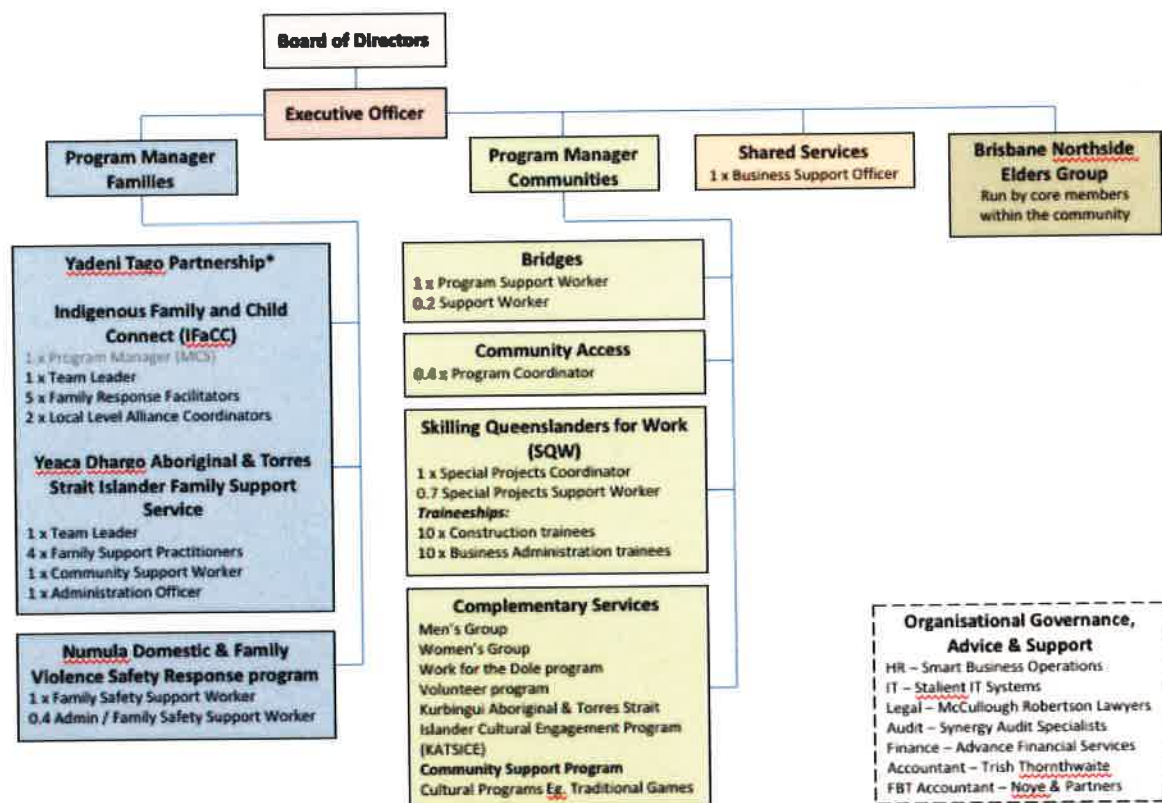 Board of Directors
Executive Officer
Program Manager
Families
Program Manager
Communities
Shared Services
1 x Business Support Officer
Brisbane Northside
Elders Group
Run by core members
within the community
Yadeni Tago Partnership*
Indigenous Family and Child
Connect (IFaCC)
1 x Program Manager (MCS)
1 x Team Leader
5 x Family Response Facilitators
2 x Local Level Alliance Coordinators
Yeaca Dhargo Aboriginal & Torres
Strait Islander Family Support
Service
1 x Team Leader
4 x Family Support Practitioners
1 x Community Support Worker
1 x Administration Officer
Numula Domestic & Family
Violence Safety Response program
1 x Family Safety Support Worker
0.4 Admin / Family Safety Support Worker
Bridges
1 x Program Support Worker
0.2 Support Worker
Community Access
0.4 x Program Coordinator
Skilling Queenslanders for Work
(SQW)
1 x Special Projects Coordinator
0.7 Special Projects Support Worker
Traineeships:
10 x Construction trainees
10 x Business Administration trainees
Complementary Services
Men's Group
Women's Group
Work for the Dole program
Volunteer program
Kurbingui Aboriginal & Torres Strait
Islander Cultural Engagement Program
(KATSICE)
Community Support Program
Cultural Programs Eg. Traditional Games
Organisational Governance,
Advice & Support
HR – Smart Business Operations
IT – Stalient IT Systems
Legal – McCullough Robertson Lawyers
Audit – Synergy Audit Specialists
Finance – Advance Financial Services
Accountant – Trish Thornthwaite
FBT Accountant – Noye & Partners